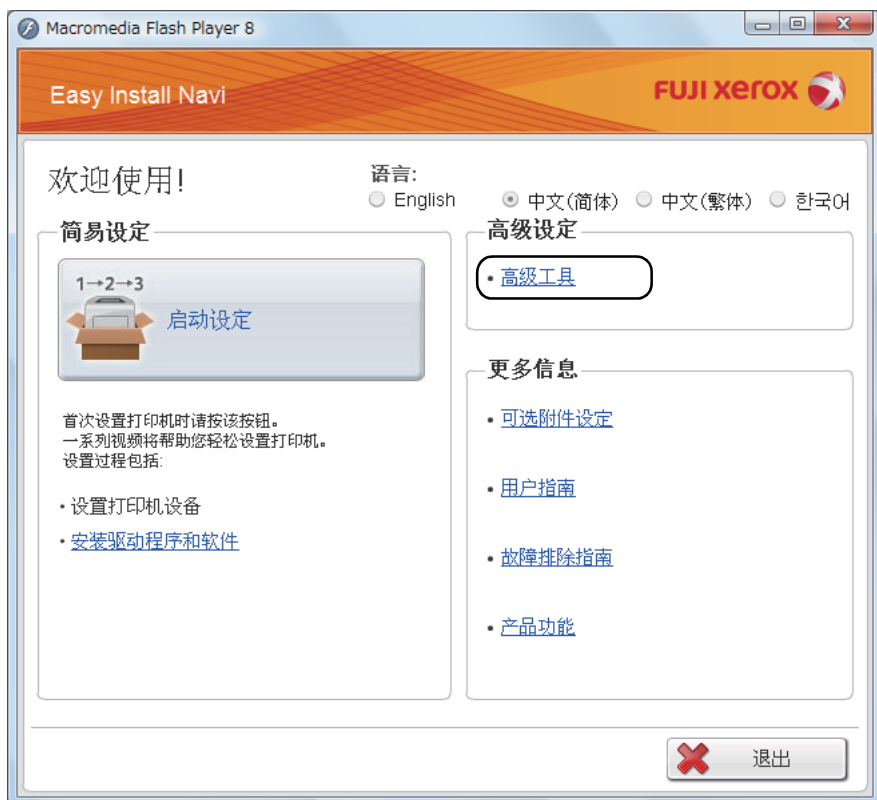 Macromedia Flash Player 8
Easy Install Navi
FUJI xerox
欢迎使用!
语言:
English 中文(简体) 中文(繁体) 한국어
简易设定
1→2→3
启动设定
首次设置打印机时请按该按钮。
一系列视频将帮助您轻松设置打印机。
设置过程包括:
• 设置打印机设备
• 安装驱动程序和软件
高级设定
• 高级工具
更多信息
• 可选附件设定
• 用户指南
• 故障排除指南
• 产品功能
退出